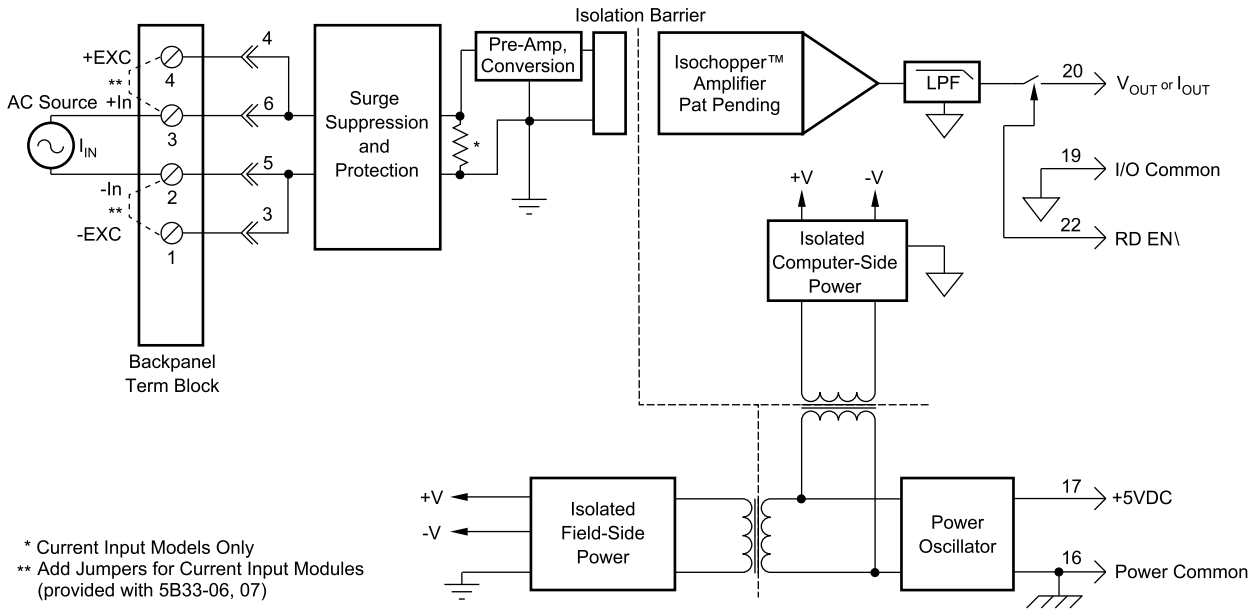 Isolation Barrier
+EXC
4
4
**
AC Source
+In
6
3
I_IN
5
2
-In
**
3
-EXC
1
Backpanel
Term Block
Surge
Suppression
and
Protection
*
Pre-Amp,
Conversion
Isochopper™
Amplifier
Pat Pending
LPF
20
V_OUT or I_OUT
19
I/O Common
22
RD EN\
+V
-V
Isolated
Computer-Side
Power
+V
-V
Isolated
Field-Side
Power
Power
Oscillator
17
+5VDC
16
Power Common
* Current Input Models Only
** Add Jumpers for Current Input Modules
(provided with 5B33-06, 07)